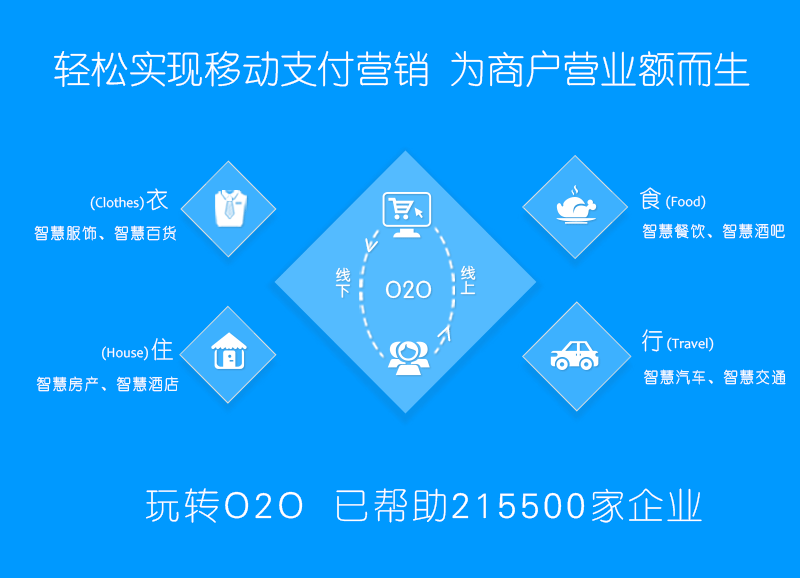 轻松实现移动支付营销 为商户营业额而生
(Clothes)衣
智慧服饰、智慧百货
食(Food)
智慧餐饮、智慧酒吧
线下
O2O
线上
(House)住
智慧房产、智慧酒店
行(Travel)
智慧汽车、智慧交通
玩转O2O 已帮助215500家企业